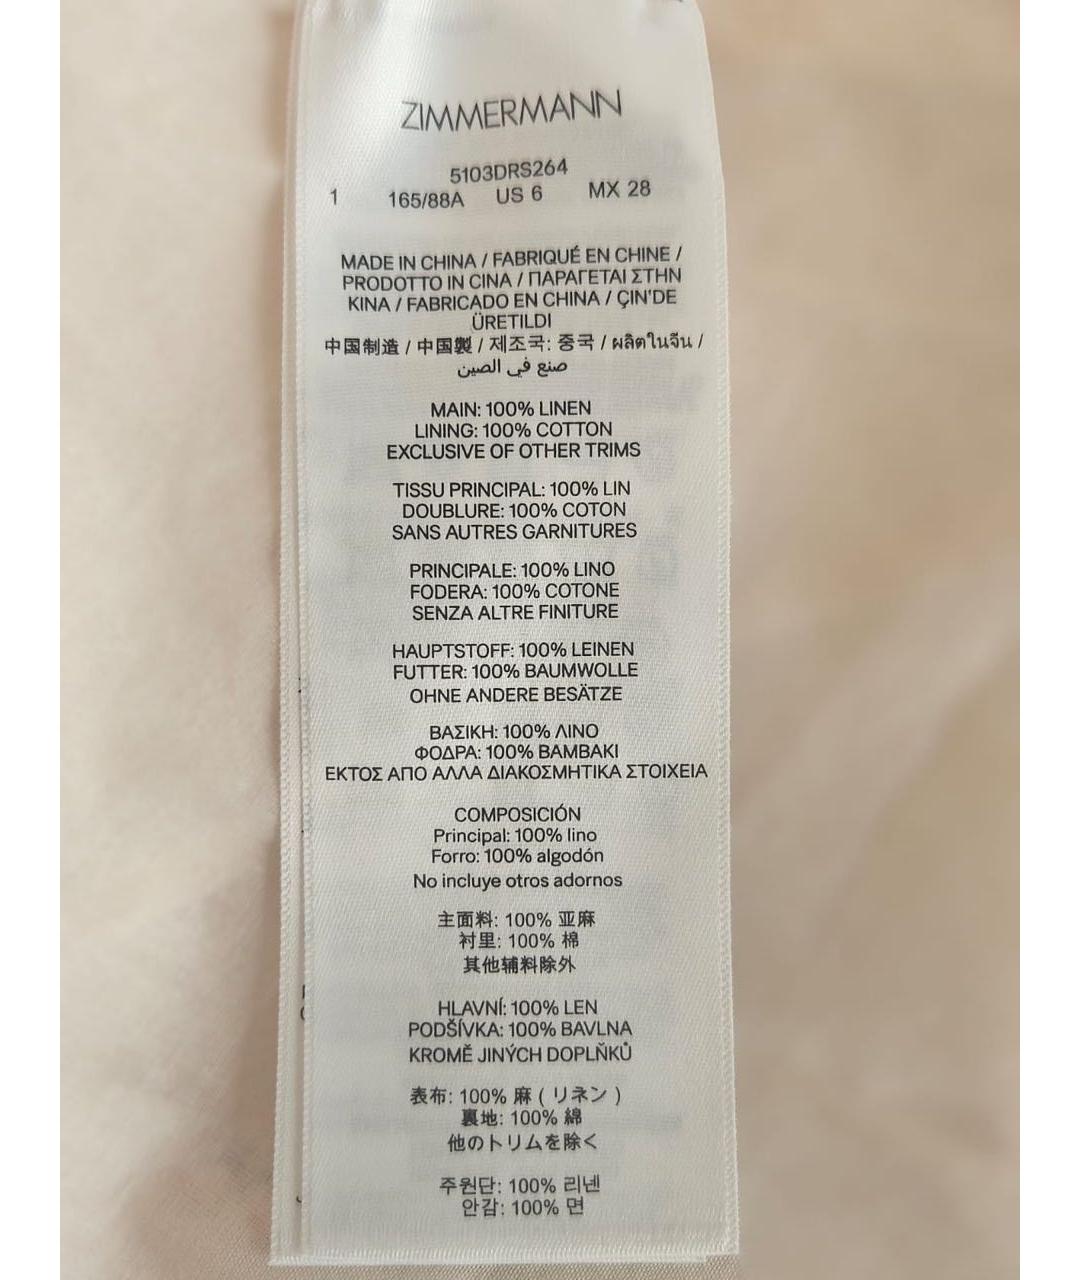 ZIMMERMANN
5103DRS264
1 165/88A US 6 MX 28
MADE IN CHINA / FABRIQUÉ EN CHINE /
PRODOTTO IN CINA / ΠΑΡΑΓΕΤΑΙ ΣΤΗΝ
ΚΙΝΑ / FABRICADO EN CHINA / ÇIN'DE
ÜRETILDI
中国制造 / 中国製 / 제조국: 중국 / ผลิตในจีน /
صنع في الصين
MAIN: 100% LINEN
LINING: 100% COTTON
EXCLUSIVE OF OTHER TRIMS
TISSU PRINCIPAL: 100% LIN
DOUBLURE: 100% COTON
SANS AUTRES GARNITURES
PRINCIPALE: 100% LINO
FODERA: 100% COTONE
SENZA ALTRE FINITURE
HAUPTSTOFF: 100% LEINEN
FUTTER: 100% BAUMWOLLE
OHNE ANDERE BESÄTZE
ΒΑΣΙΚΗ: 100% ΛΙΝΟ
ΦΟΔΡΑ: 100% ΒΑΜΒΑΚΙ
ΕΚΤΟΣ ΑΠΟ ΑΛΛΑ ΔΙΑΚΟΣΜΗΤΙΚΑ ΣΤΟΙΧΕΙΑ
COMPOSICIÓN
Principal: 100% lino
Forro: 100% algodón
No incluye otros adornos
主面料: 100% 亚麻
衬里: 100% 棉
其他辅料除外
HLAVNÍ: 100% LEN
PODŠÍVKA: 100% BAVLNA
KROMĚ JINÝCH DOPLŇKŮ
表布: 100% 麻 ( リネン )
裏地: 100% 綿
他のトリムを除く
주원단: 100% 리넨
안감: 100% 면